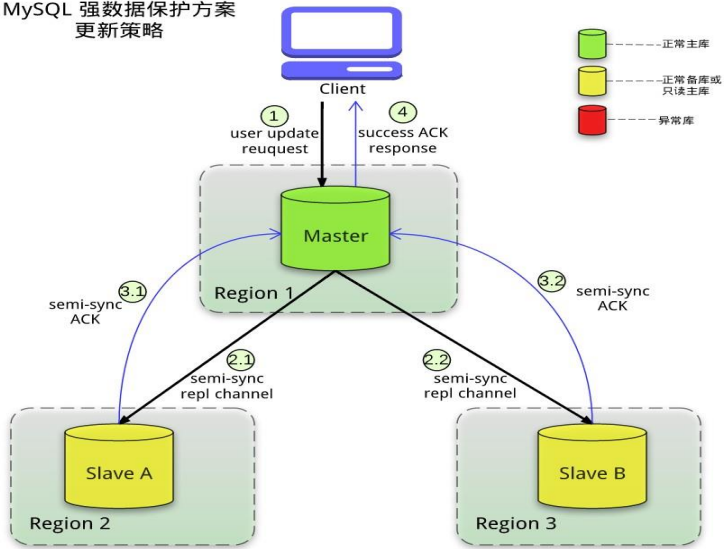 MySQL 强数据保护方案
更新策略
Client
正常主库
正常备库或
只读主库
异常库
1
user update
reuquest
4
success ACK
response
Master
Region 1
3.1
semi-sync
ACK
3.2
semi-sync
ACK
2.1
semi-sync
repl channel
2.2
semi-sync
repl channel
Slave A
Region 2
Slave B
Region 3